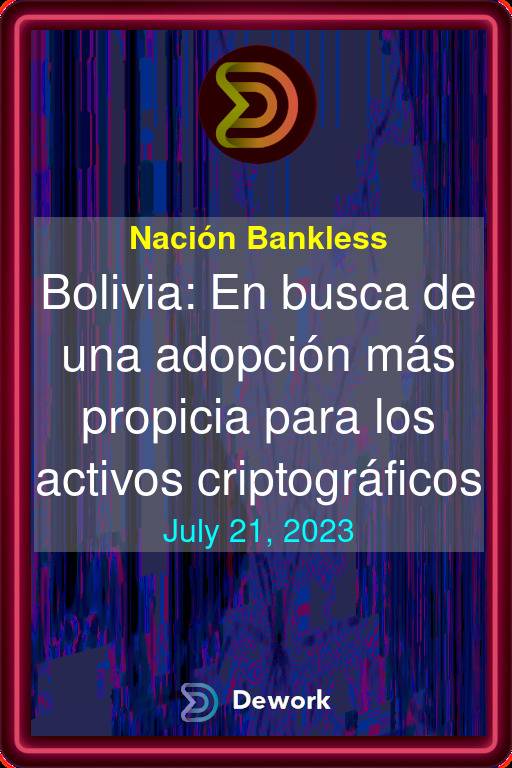 Nación Bankless
Bolivia: En busca de
una adopción más
propicia para los
activos criptográficos
July 21, 2023
Dework